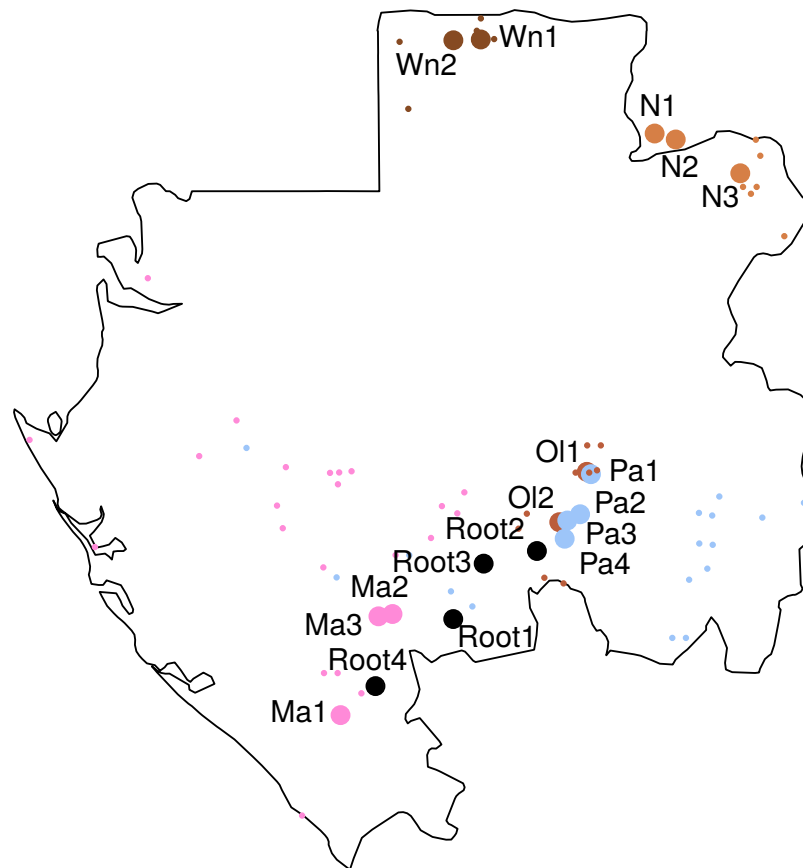 Wn1
Wn2
N1
N2
N3
Ol1
Pa1
Ol2
Pa2
Root2
Pa3
Root3
Pa4
Ma2
Ma3
Root1
Root4
Ma1